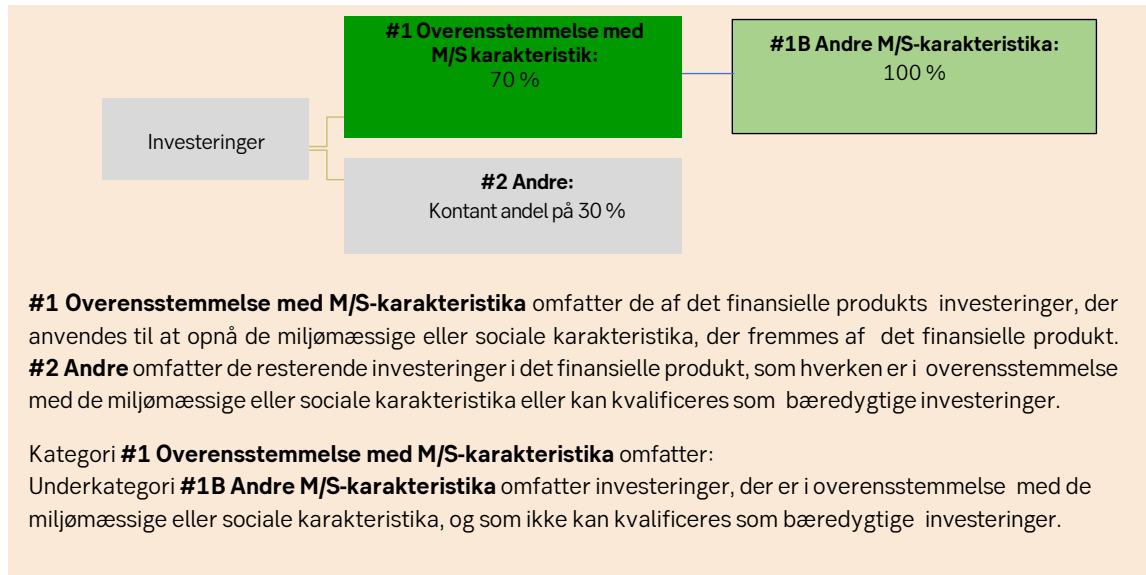 #1 Overensstemmelse med
M/S karakteristik:
70 %
#1B Andre M/S-karakteristika:
100 %
Investeringer
#2 Andre:
Kontant andel på 30 %
#1 Overensstemmelse med M/S-karakteristika omfatter de af det finansielle produkts investeringer, der
anvendes til at opnå de miljømæssige eller sociale karakteristika, der fremmes af det finansielle produkt.
#2 Andre omfatter de resterende investeringer i det finansielle produkt, som hverken er i overensstemmelse
med de miljømæssige eller sociale karakteristika eller kan kvalificeres som bæredygtige investeringer.
Kategori #1 Overensstemmelse med M/S-karakteristika omfatter:
Underkategori #1B Andre M/S-karakteristika omfatter investeringer, der er i overensstemmelse med de
miljømæssige eller sociale karakteristika, og som ikke kan kvalificeres som bæredygtige investeringer.